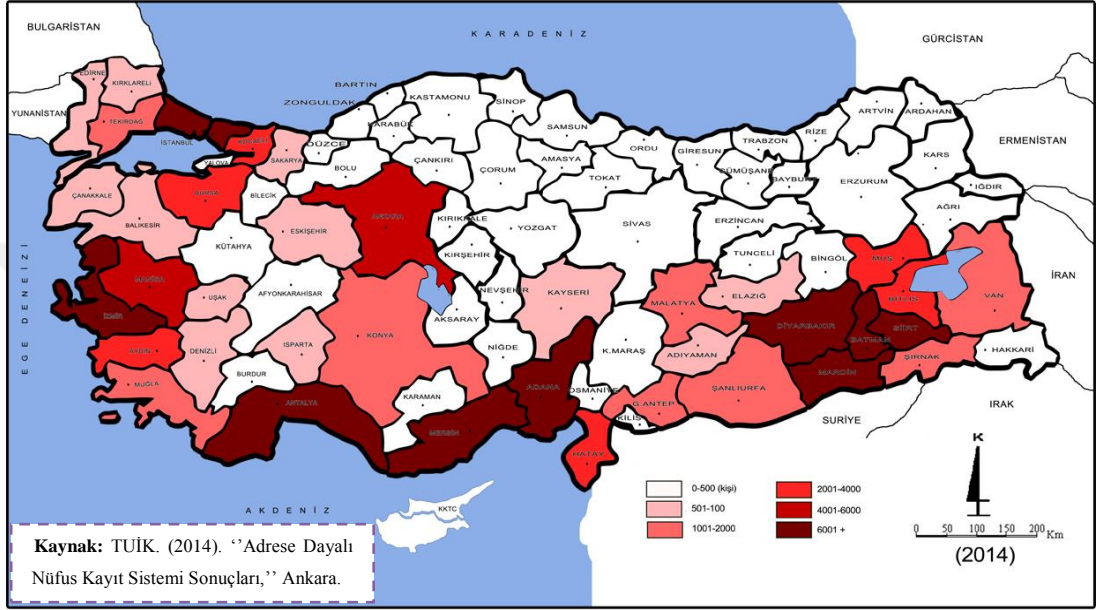 BULGARİSTAN
KARADENİZ
GÜRCİSTAN
EDİRNE
KIRKLARELİ
YUNANİSTAN
TEKİRDAĞ
İSTANBUL
KOCAELİ
YALOVA
SAKARYA
DÜZCE
ZONGULDAK
BARTIN
KARABÜK
KASTAMONU
SİNOP
SAMSUN
ORDU
GİRESUN
TRABZON
RİZE
ARTVİN
ARDAHAN
ERMENİSTAN
KARS
IĞDIR
ÇANAKKALE
BALIKESİR
BURSA
BİLECİK
BOLU
ÇANKIRI
ÇORUM
AMASYA
TOKAT
GÜMÜŞANE
BAYBURT
ERZURUM
AĞRI
KÜTAHYA
ESKİŞEHİR
ANKARA
KIRIKKALE
YOZGAT
SİVAS
ERZİNCAN
TUNCELİ
BİNGÖL
MUŞ
BİTLİS
VAN
İRAN
EGE DENEİZİ
MANİSA
İZMİR
UŞAK
AFYONKARAHİSAR
KIRŞEHİR
NEVŞEHİR
KAYSERİ
MALATYA
ELAZIĞ
DİYARBAKIR
BATMAN
SİİRT
AYDIN
DENİZLİ
ISPARTA
KONYA
AKSARAY
NİĞDE
K.MARAŞ
ADIYAMAN
MARDİN
ŞIRNAK
HAKKARİ
MUĞLA
BURDUR
ANTALYA
KARAMAN
MERSİN
ADANA
OSMANİYE
G.ANTEP
KİLİS
ŞANLIURFA
HATAY
SURİYE
IRAK
AKDENİZ
KKTC
0-500 (kişi)
501-100
1001-2000
2001-4000
4001-6000
6001 +
K
0 50 100 150 200 Km
(2014)
Kaynak: TUİK. (2014). ‘’Adrese Dayalı
Nüfus Kayıt Sistemi Sonuçları,’’ Ankara.